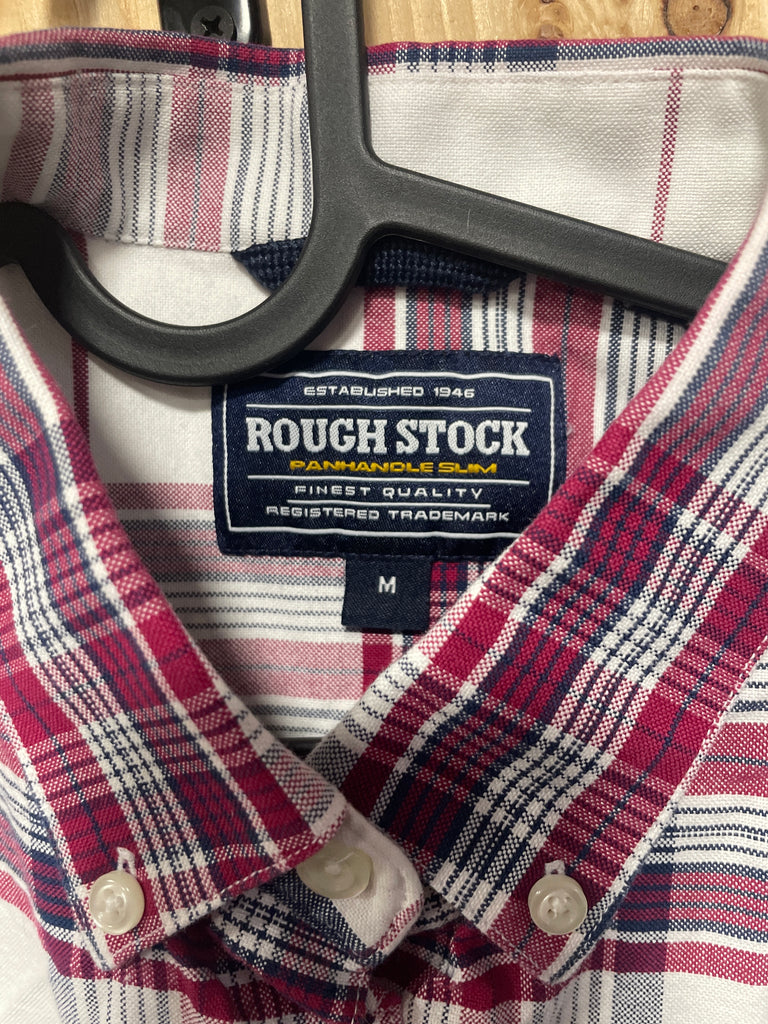 ESTABLISHED 1946
ROUGH STOCK
PANHANDLE SLIM
FINEST QUALITY
REGISTERED TRADEMARK
M